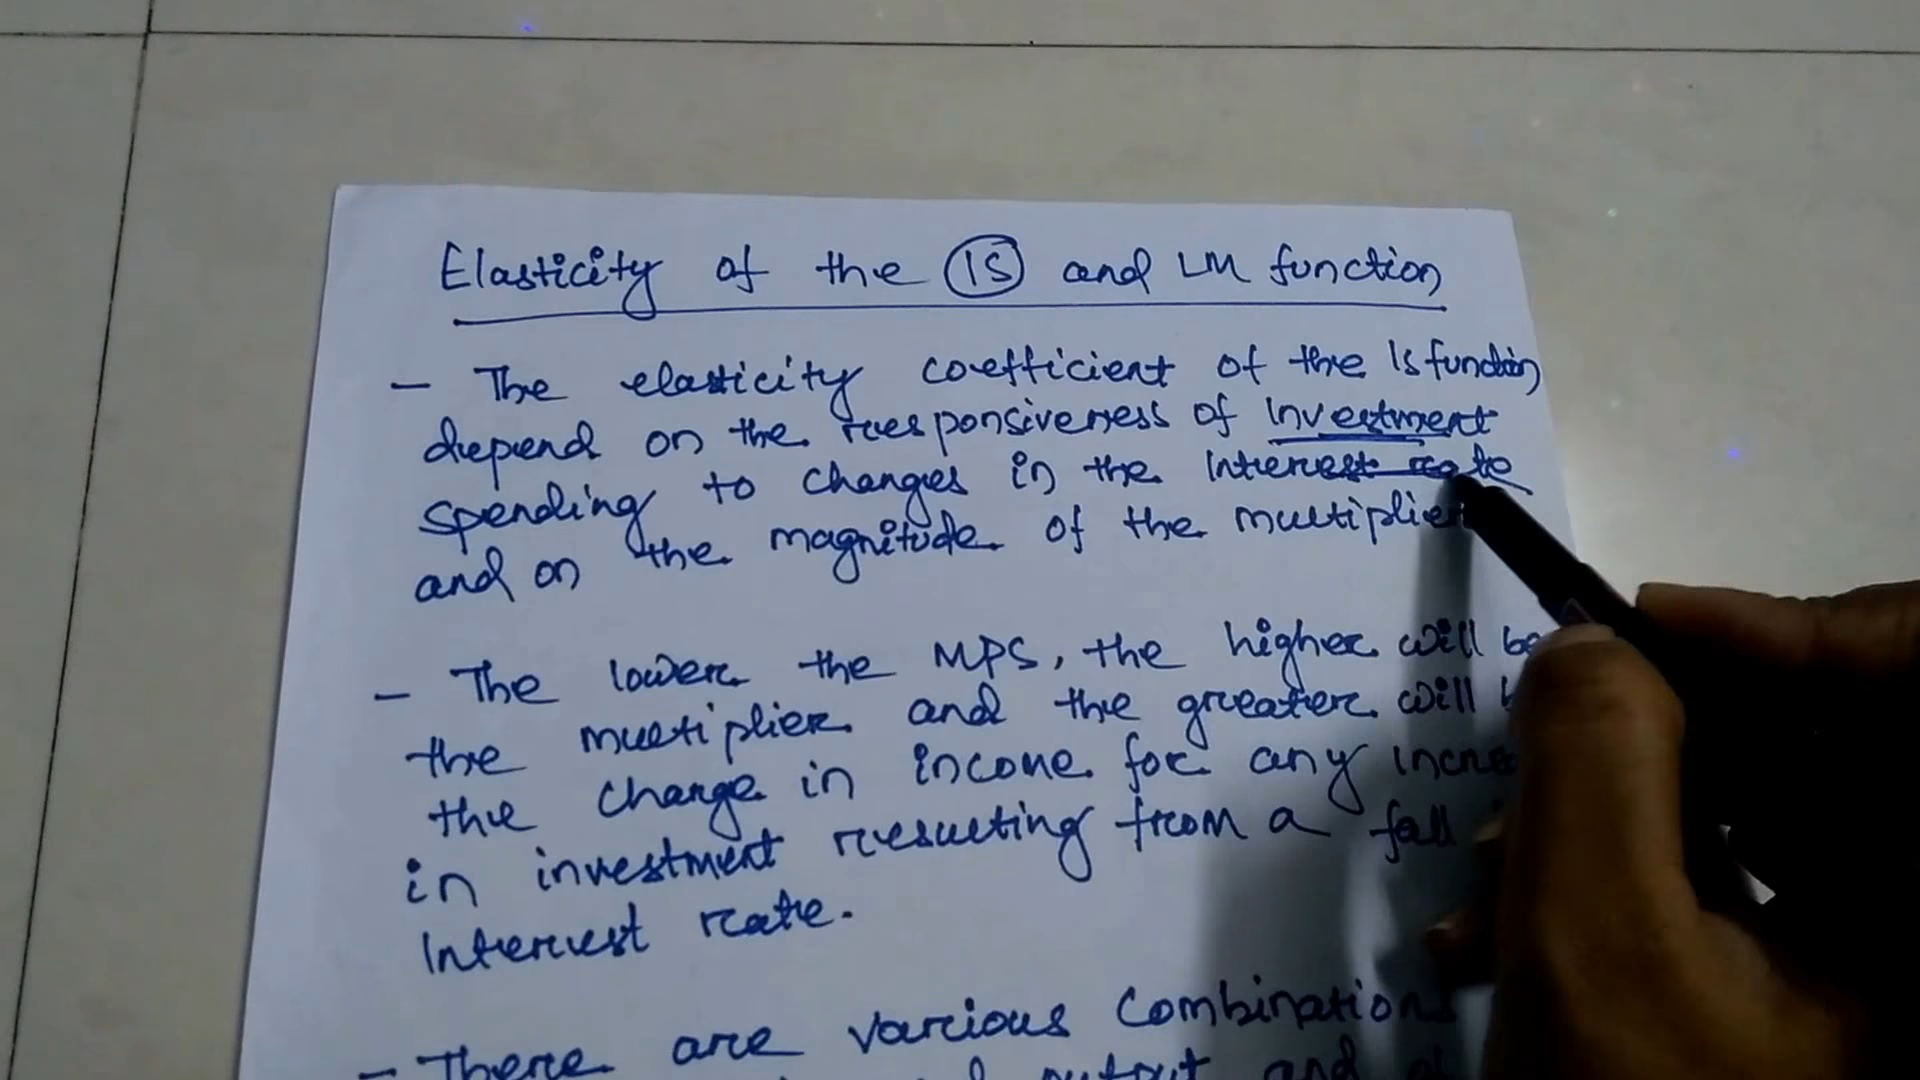 Elasticity of the IS and LM function
- The elasticity coefficient of the IS function
depend on the responsiveness of investment
spending to changes in the interest rate
and on the magnitude of the multiplier
- The lower the MPS, the higher will be
the multiplier and the greater will
the change in income for any
in investment resulting from a fall
Interest rate.
- There are various combination
output and